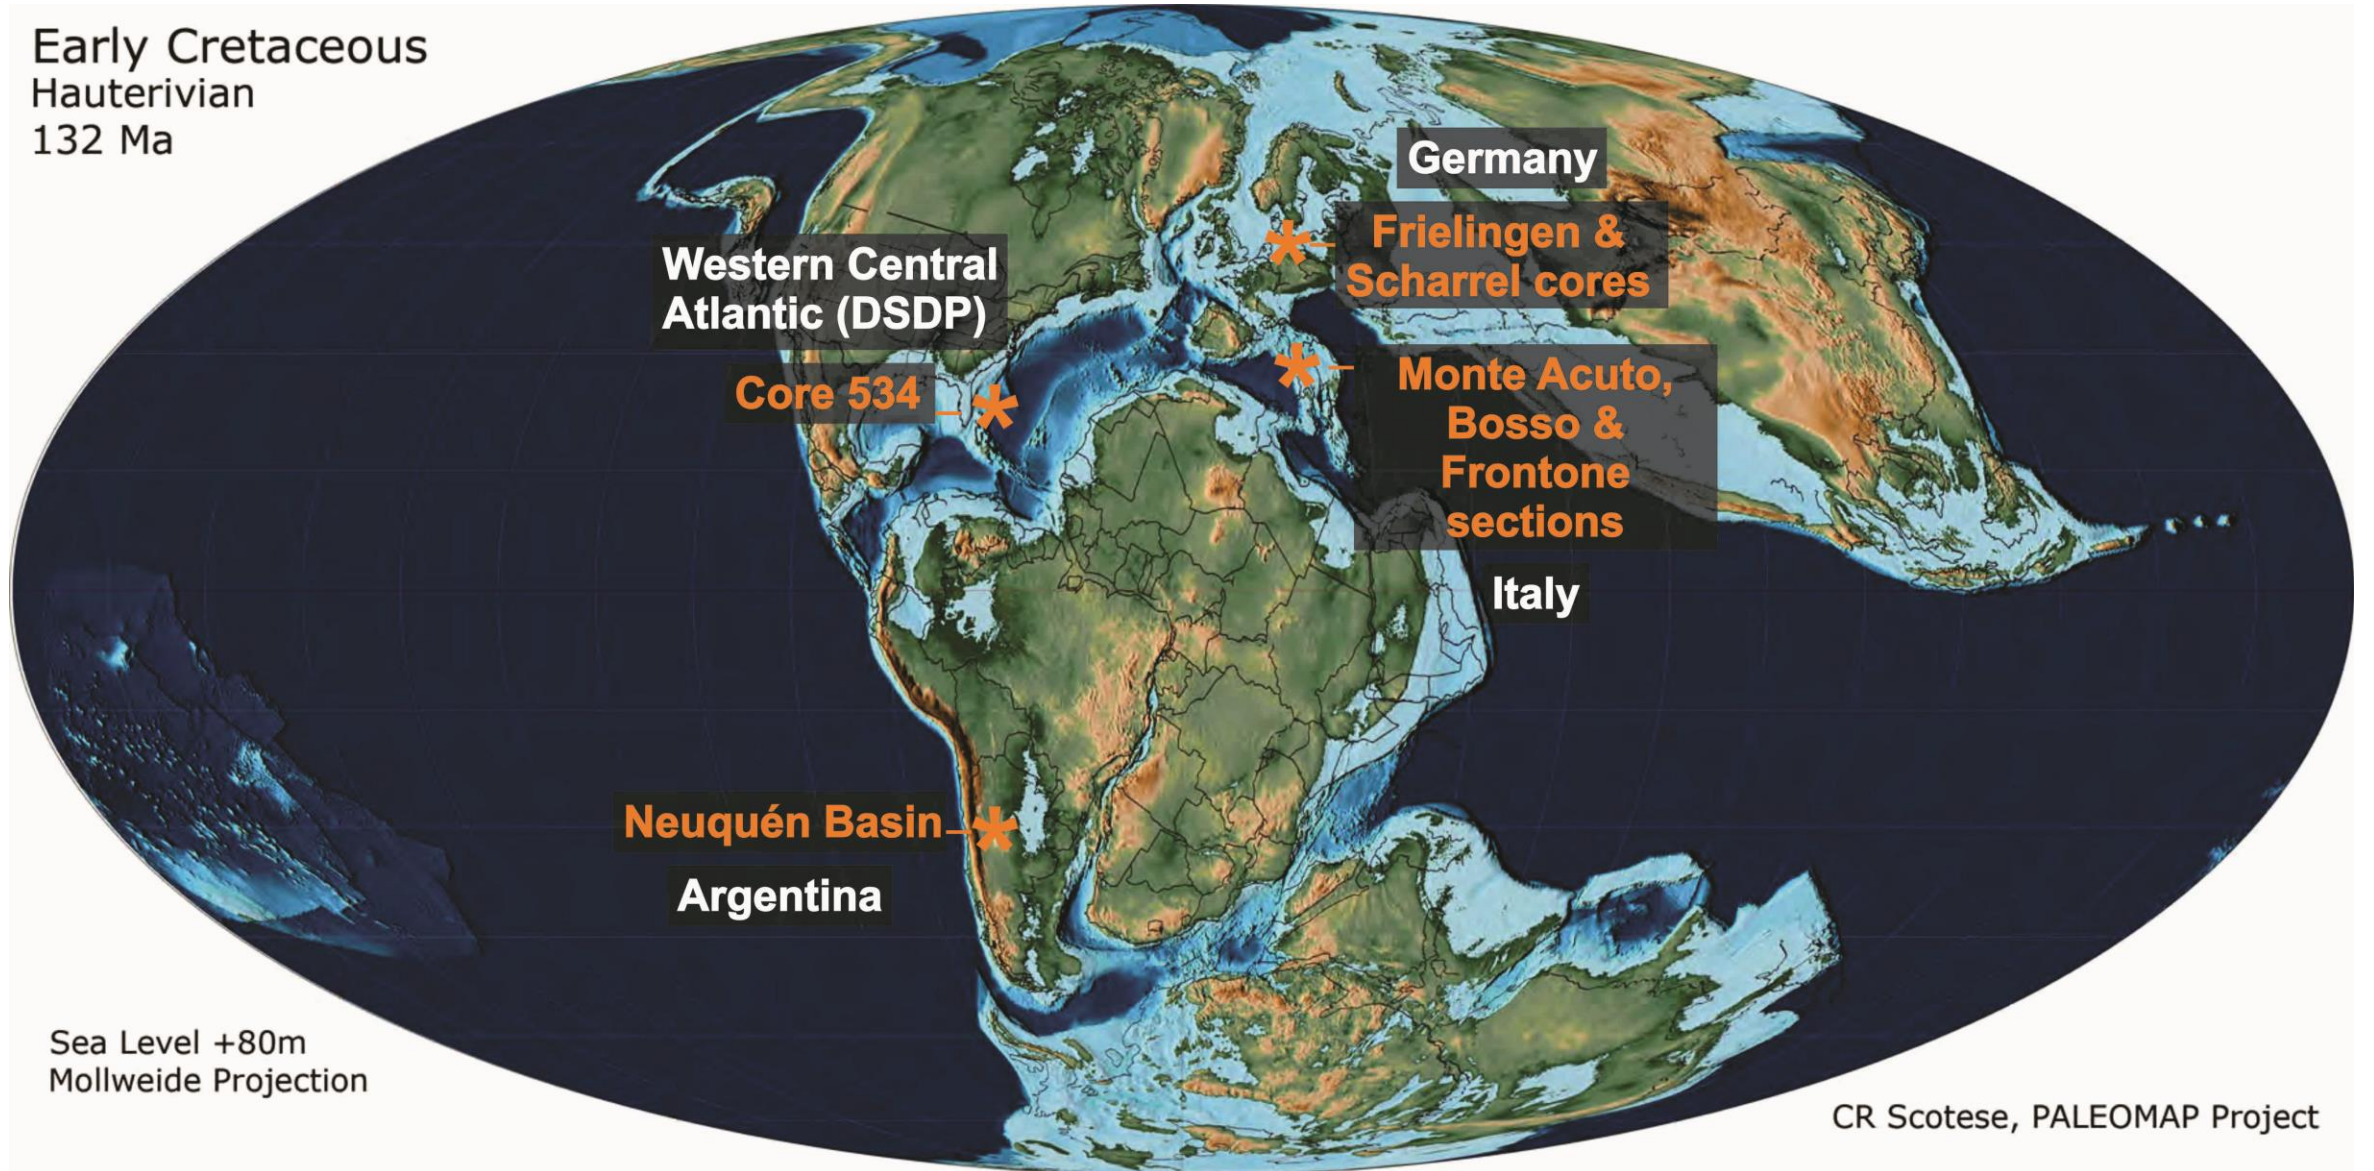 Early Cretaceous
Hauterivian
132 Ma
Germany
Frielingen &
Scharrel cores
Western Central
Atlantic (DSDP)
Core 534
Monte Acuto,
Bosso &
Frontone
sections
Italy
Neuquén Basin
Argentina
Sea Level +80m
Mollweide Projection
CR Scotese, PALEOMAP Project